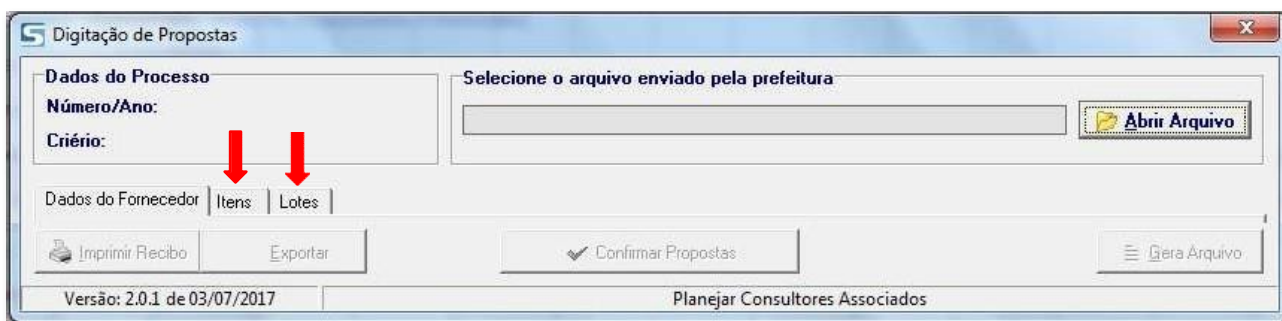 Digitação de Propostas
Dados do Processo
Número/Ano:
Criério:
Selecione o arquivo enviado pela prefeitura
Abrir Arquivo
Dados do Fornecedor Itens Lotes
Imprimir Recibo Exportar Confirmar Propostas Gera Arquivo
Versão: 2.0.1 de 03/07/2017 Planejar Consultores Associados